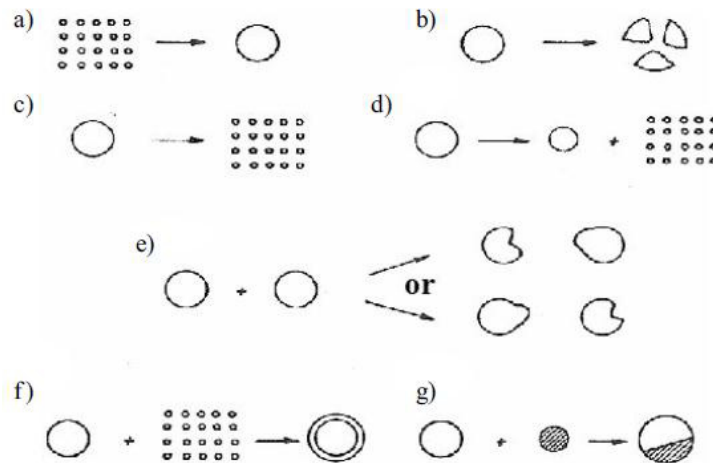 a)
b)
c)
d)
+
e)
+
or
f)
+
g)
+